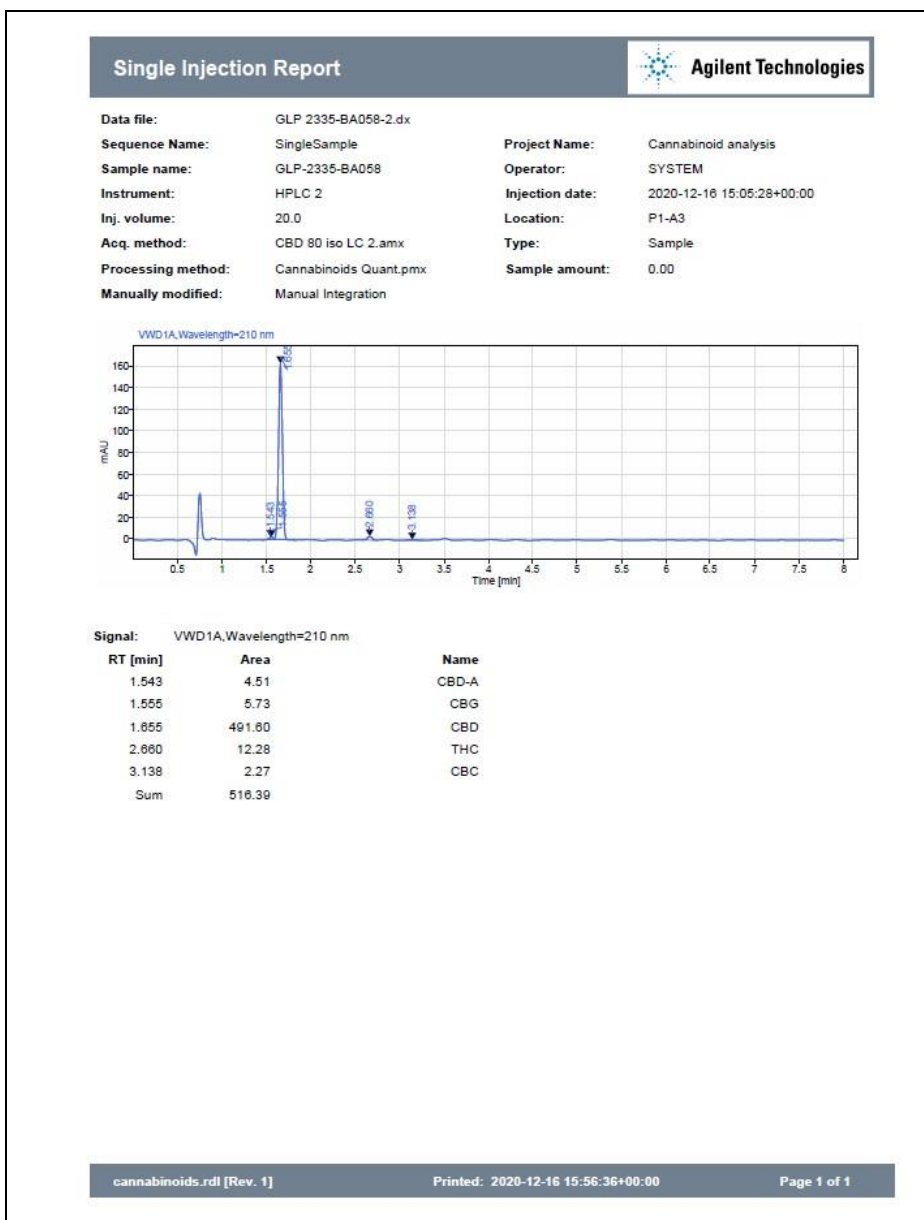 Single Injection Report
Agilent Technologies
Data file: GLP 2335-BA058-2.dx
Sequence Name: SingleSample Project Name: Cannabinoid analysis
Sample name: GLP-2335-BA058 Operator: SYSTEM
Instrument: HPLC 2 Injection date: 2020-12-16 15:05:28+00:00
Inj. volume: 20.0 Location: P1-A3
Acq. method: CBD 80 iso LC 2.amx Type: Sample
Processing method: Cannabinoids Quant.pmx Sample amount: 0.00
Manually modified: Manual Integration
VWD1A,Wavelength=210 nm
mAU
160
140
120
100
80
60
40
20
0
1.543
1.555
1.655
2.660
3.138
0.5 1 1.5 2 2.5 3 3.5 4 4.5 5 5.5 6 6.5 7 7.5 8
Time [min]
Signal: VWD1A,Wavelength=210 nm
RT [min] Area Name
1.543 4.51 CBD-A
1.555 5.73 CBG
1.655 491.60 CBD
2.660 12.28 THC
3.138 2.27 CBC
Sum 516.39
cannabinoids.rdl [Rev. 1] Printed: 2020-12-16 15:56:36+00:00 Page 1 of 1